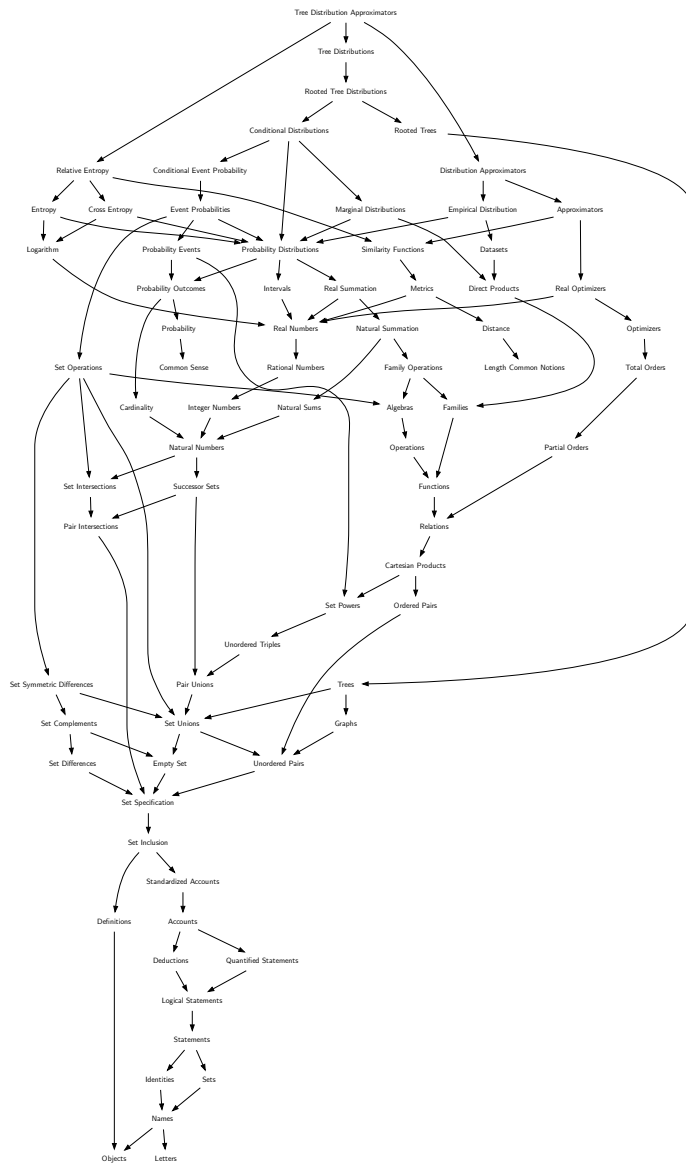 Tree Distribution Approximators
Tree Distributions
Rooted Tree Distributions
Conditional Distributions
Rooted Trees
Relative Entropy
Conditional Event Probability
Distribution Approximators
Entropy
Cross Entropy
Event Probabilities
Marginal Distributions
Empirical Distribution
Approximators
Logarithm
Probability Events
Probability Distributions
Similarity Functions
Datasets
Probability Outcomes
Intervals
Real Summation
Metrics
Direct Products
Real Optimizers
Probability
Real Numbers
Natural Summation
Distance
Optimizers
Set Operations
Common Sense
Rational Numbers
Family Operations
Length Common Notions
Total Orders
Cardinality
Integer Numbers
Natural Sums
Algebras
Families
Natural Numbers
Operations
Partial Orders
Set Intersections
Successor Sets
Functions
Pair Intersections
Relations
Cartesian Products
Set Powers
Ordered Pairs
Unordered Triples
Set Symmetric Differences
Pair Unions
Trees
Set Complements
Set Unions
Graphs
Set Differences
Empty Set
Unordered Pairs
Set Specification
Set Inclusion
Standardized Accounts
Definitions
Accounts
Deductions
Quantified Statements
Logical Statements
Statements
Identities
Sets
Names
Objects
Letters